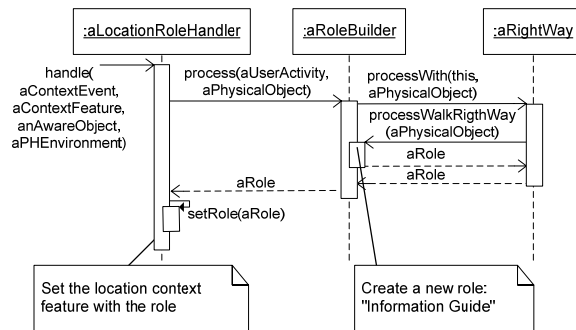 :aLocationRoleHandler
:aRoleBuilder
:aRightWay
handle(
aContextEvent,
aContextFeature,
anAwareObject,
aPHEnvironment)
process(aUserActivity,
aPhysicalObject)
processWith(this,
aPhysicalObject)
processWalkRigthWay
(aPhysicalObject)
aRole
aRole
aRole
setRole(aRole)
Set the location context
feature with the role
Create a new role:
"Information Guide"